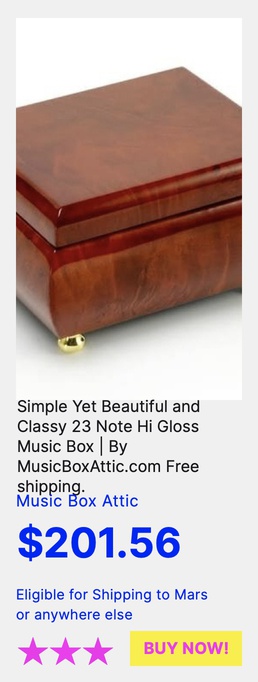 Simple Yet Beautiful and
Classy 23 Note Hi Gloss
Music Box | By
MusicBoxAttic.com Free
shipping.
Music Box Attic
$201.56
Eligible for Shipping to Mars
or anywhere else
BUY NOW!